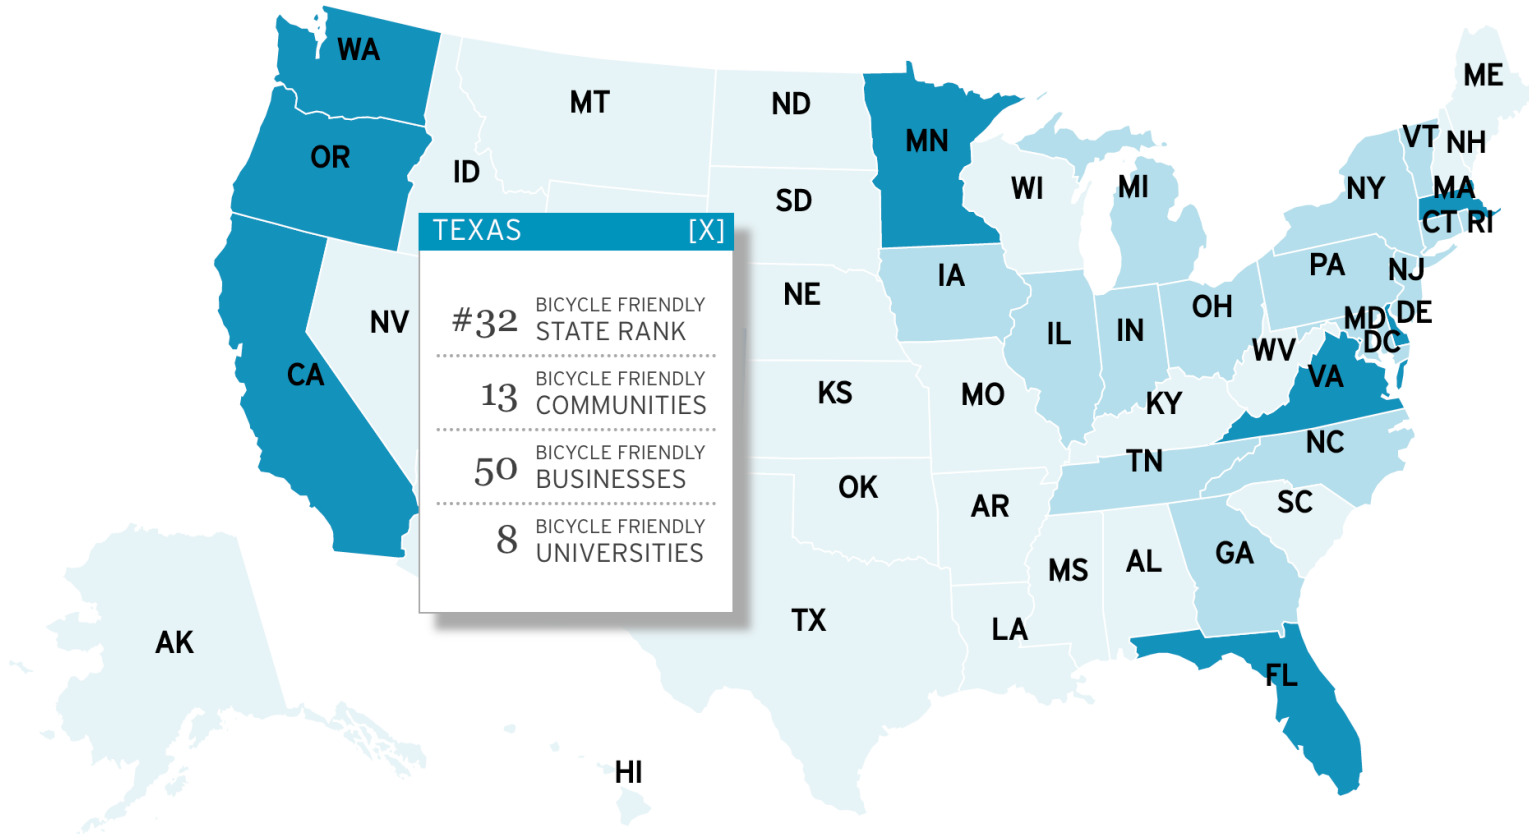 WA
ME
MT
ND
MN
VT
NH
OR
ID
WI
MI
NY
MA
SD
CT
RI
TEXAS [X]
#32 BICYCLE FRIENDLY
STATE RANK
13 BICYCLE FRIENDLY
COMMUNITIES
50 BICYCLE FRIENDLY
BUSINESSES
8 BICYCLE FRIENDLY
UNIVERSITIES
IA
PA
NJ
NE
OH
DE
MD
NV
IL
IN
DC
WV
CA
VA
KS
MO
KY
NC
TN
OK
SC
AR
GA
AL
MS
TX
LA
AK
FL
HI